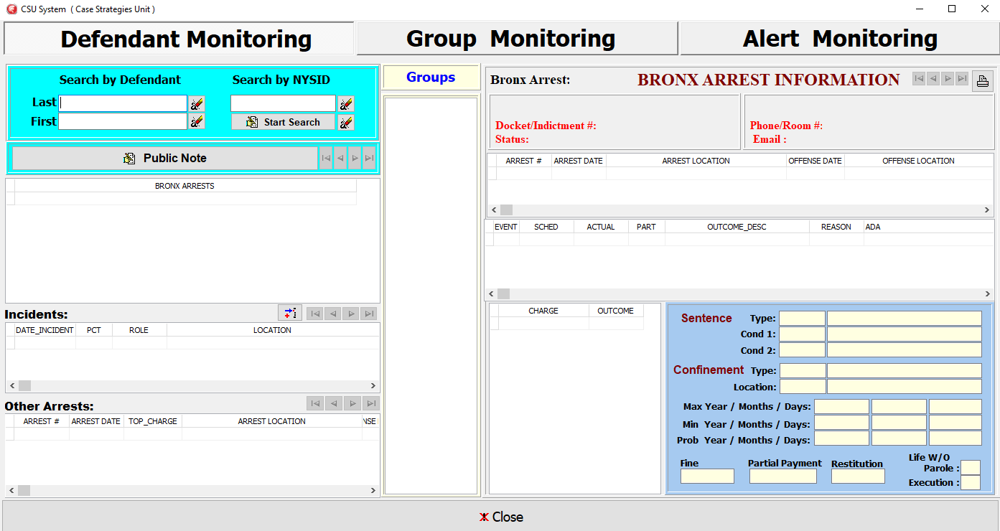 CSU System ( Case Strategies Unit )
Defendant Monitoring
Group Monitoring
Alert Monitoring
Search by Defendant
Search by NYSID
Last
First
Start Search
Public Note
BRONX ARRESTS
Incidents:
DATE_INCIDENT PCT ROLE LOCATION
Other Arrests:
ARREST # ARREST DATE TOP_CHARGE ARREST LOCATION NSE
Groups
Bronx Arrest:
BRONX ARREST INFORMATION
Docket/Indictment #:
Status:
Phone/Room #:
Email :
ARREST # ARREST DATE ARREST LOCATION OFFENSE DATE OFFENSE LOCATION
EVENT SCHED ACTUAL PART OUTCOME_DESC REASON ADA
CHARGE OUTCOME
Sentence Type:
Cond 1:
Cond 2:
Confinement Type:
Location:
Max Year / Months / Days:
Min Year / Months / Days:
Prob Year / Months / Days:
Fine
Partial Payment
Restitution
Life W/O
Parole :
Execution :
Close